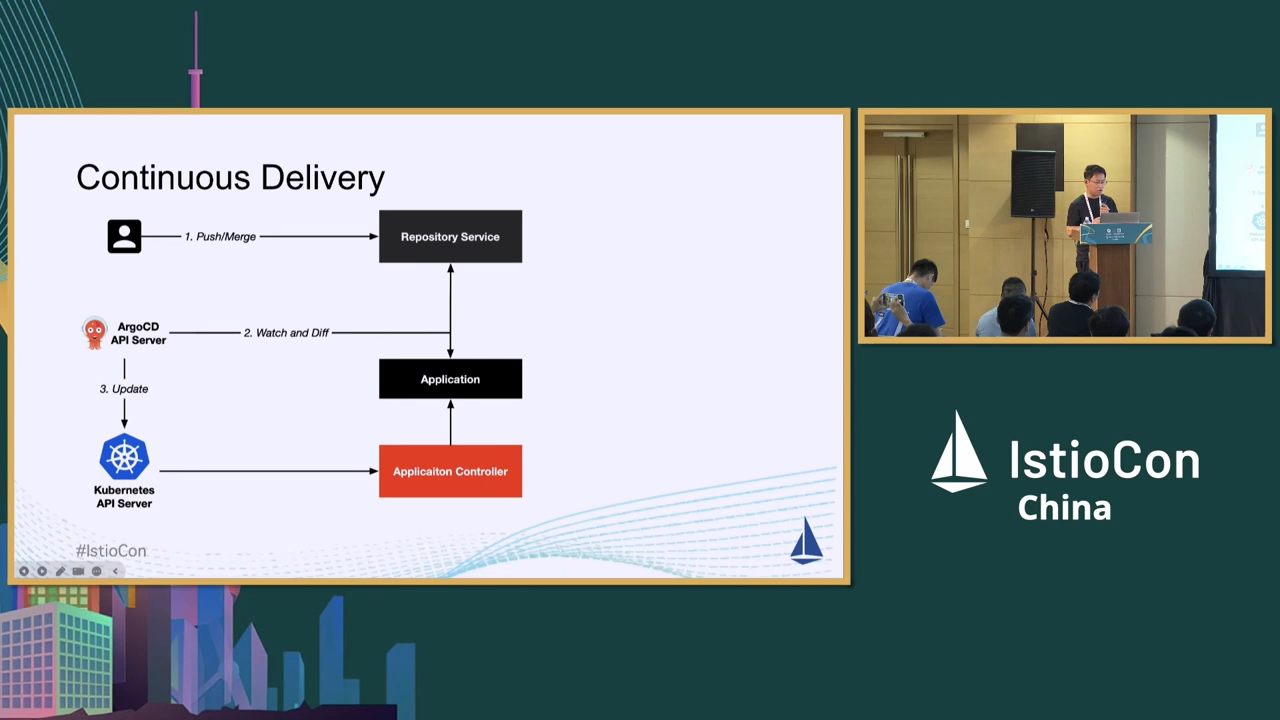 Continuous Delivery
1. Push/Merge
Repository Service
ArgoCD
API Server
2. Watch and Diff
Application
3. Update
Applicaiton Controller
Kubernetes
API Server
#IstioCon
IstioCon
China